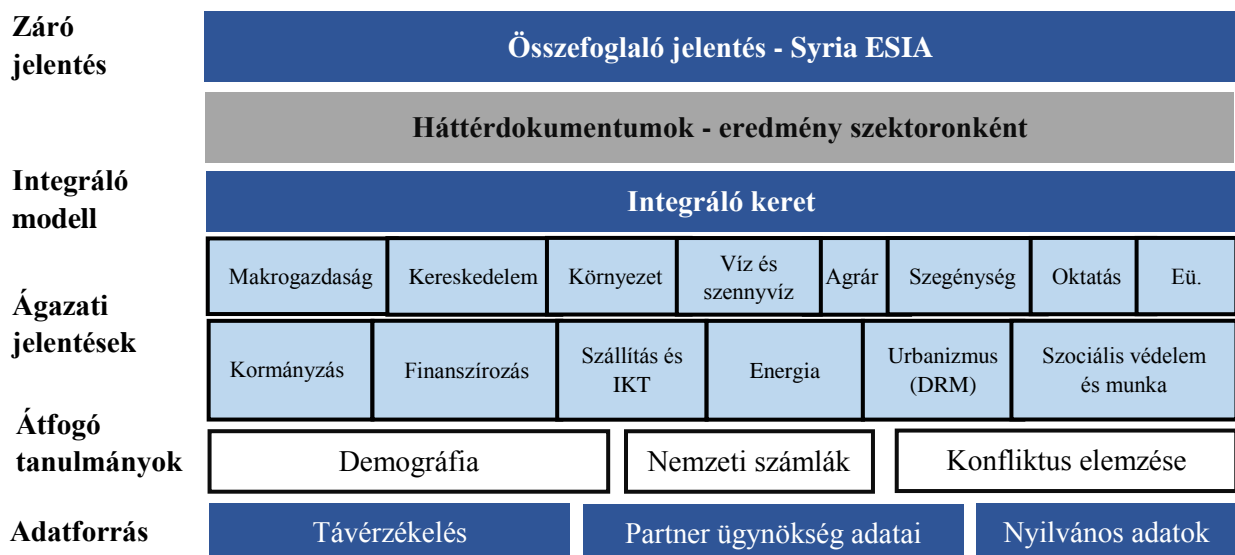 Záró
jelentés
Összefoglaló jelentés - Syria ESIA
Háttérdokumentumok - eredmény szektoronként
Integráló
modell
Integráló keret
Ágazati
jelentések
Makrogazdaság
Kereskedelem
Környezet
Víz és
szennyvíz
Agrár
Szegénység
Oktatás
Eü.
Kormányzás
Finanszírozás
Szállítás és
IKT
Energia
Urbanizmus
(DRM)
Szociális védelem
és munka
Átfogó
tanulmányok
Demográfia
Nemzeti számlák
Konfliktus elemzése
Adatforrás
Távérzékelés
Partner ügynökség adatai
Nyilvános adatok